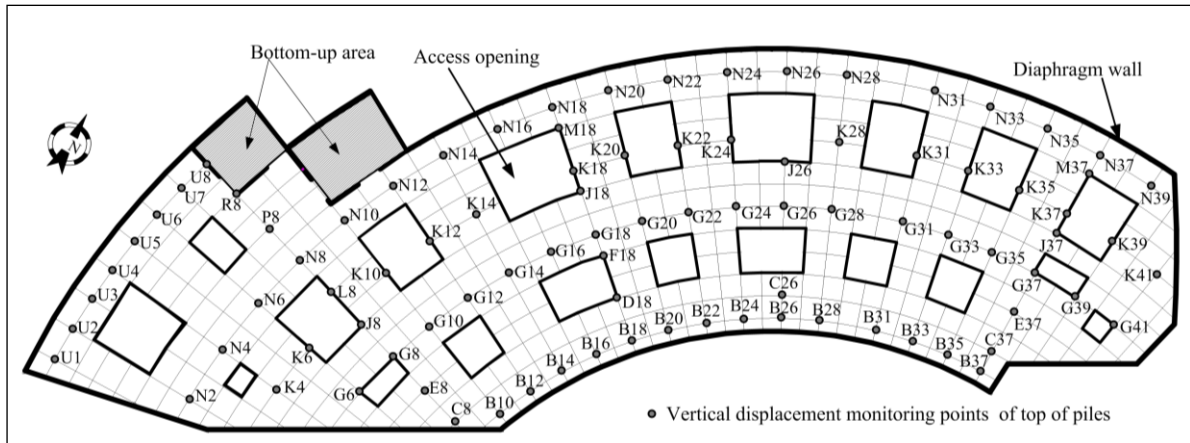 Bottom-up area
Access opening
Diaphragm wall
N24 N26 N28
N22
N20
N31
N18
N33
N16
M18
N35
N14
K20
K22
K24
K28
K31
N37
M37
K18
K33
J26
U8
N12
J18
K35
N39
U7
R8
K14
G24 G26 G28
K37
U6
P8
N10
G22
G20
G31
J37
K12
G18
G33
K39
U5
G16
F18
G35
N8
U4
K10
G14
G37
K41
C26
U3
L8
G12
D18
G39
N6
E37
U2
J8
G10
B18 B20 B22 B24 B26 B28
B31
B33
G41
N4
K6
B16
B35
C37
U1
G8
B14
B37
N2
K4
G6
E8
B12
C8
B10
N
Vertical displacement monitoring points of top of piles